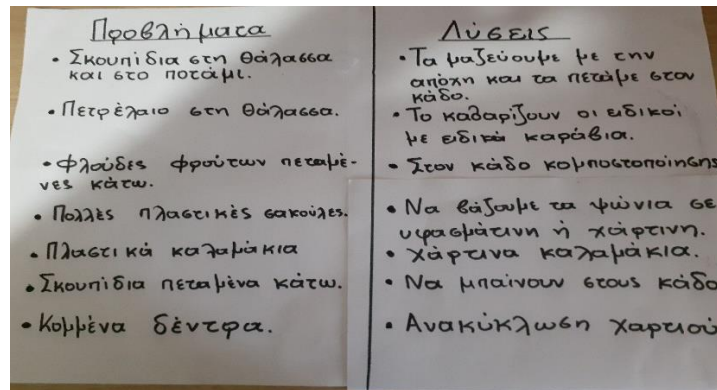 Προβλήματα
• Σκουπίδια στη θάλασσα
και στο ποτάμι.
• Πετρέλαιο στη θάλασσα.
• Φλούδες φρούτων πεταμέ-
νες κάτω.
• Πολλές πλαστικές σακούλες.
• Πλαστικά καλαμάκια
• Σκουπίδια πεταμένα κάτω.
• Κομμένα δέντρα.
Λύσεις
• Τα μαζεύουμε με την
απόχη και τα πετάμε στον
κάδο.
• Το καθαρίζουν οι ειδικοί
με ειδικά καράβια.
• Στον κάδο κομποστοποίησης
• Να βάζουμε τα ψώνια σε
υφασμάτινη ή χάρτινη.
• Χάρτινα καλαμάκια.
• Να μπαίνουν στους κάδο
• Ανακύκλωση χαρτιού